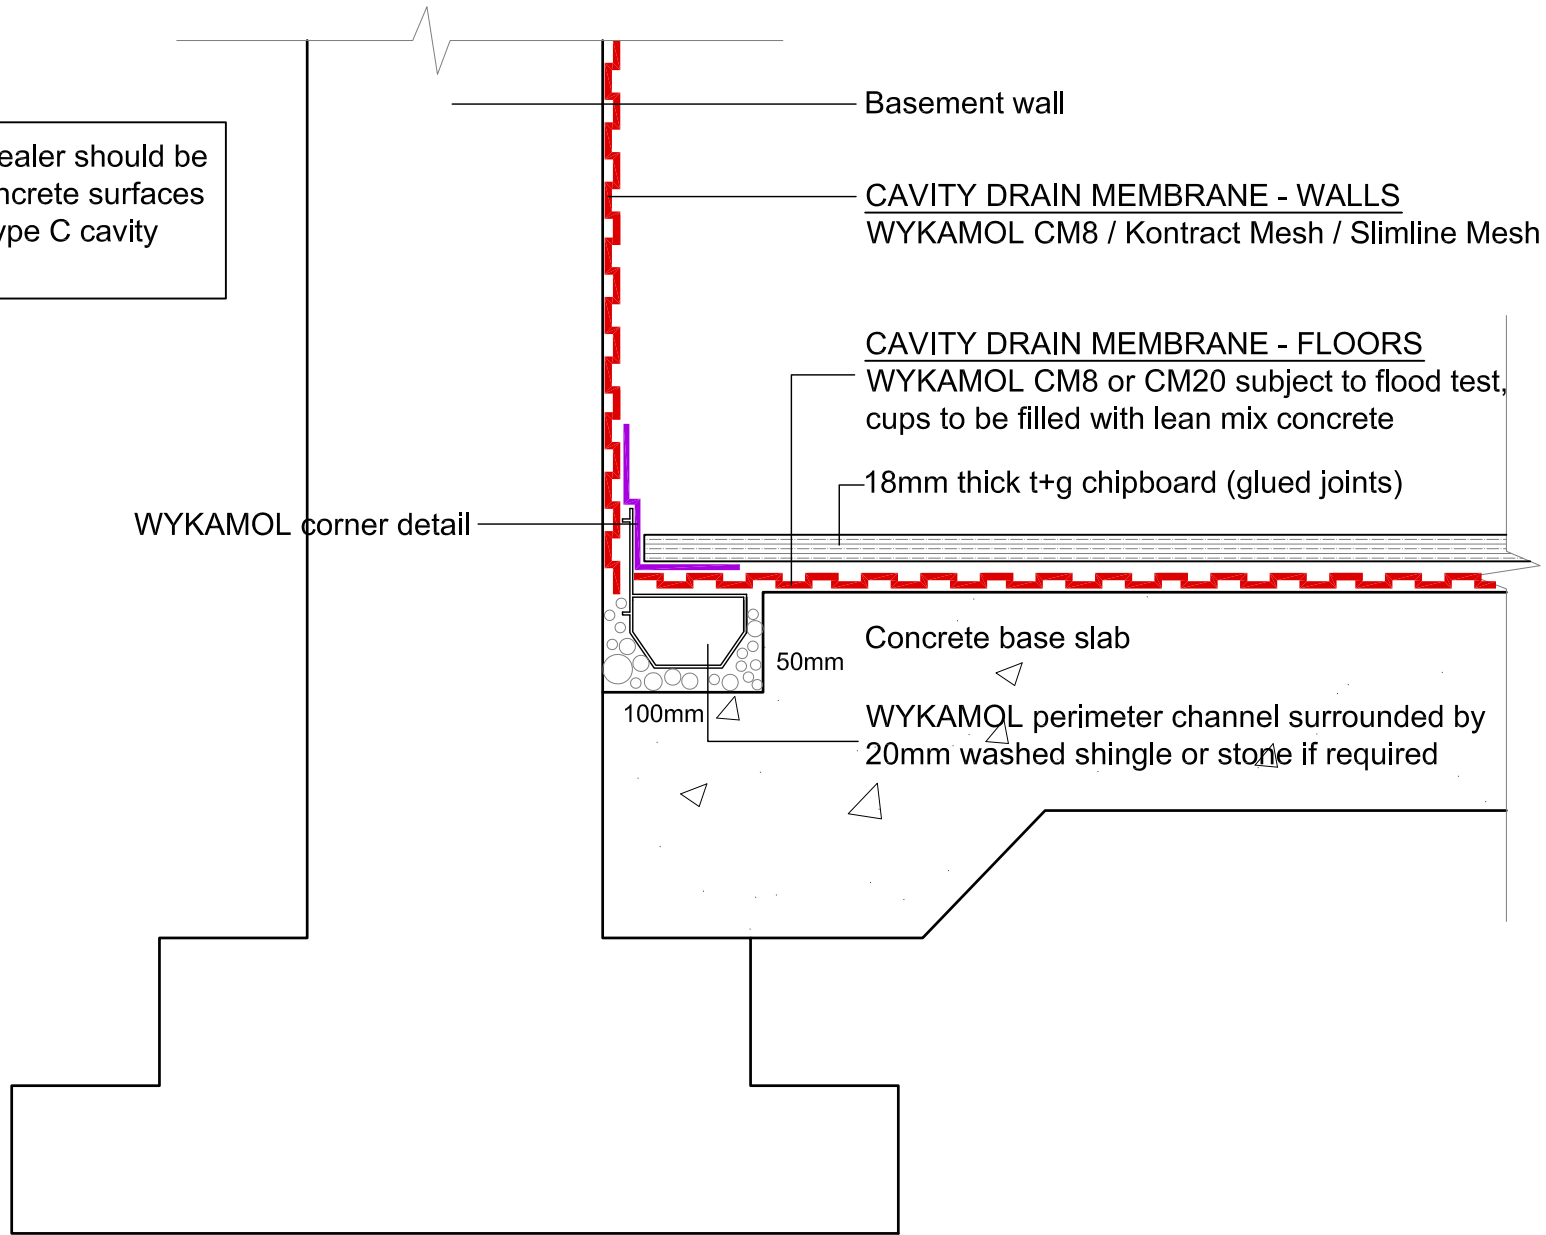 Basement wall
ealer should be
ncrete surfaces
ype C cavity
CAVITY DRAIN MEMBRANE - WALLS
WYKAMOL CM8 / Kontract Mesh / Slimline Mesh
CAVITY DRAIN MEMBRANE - FLOORS
WYKAMOL CM8 or CM20 subject to flood test,
cups to be filled with lean mix concrete
18mm thick t+g chipboard (glued joints)
WYKAMOL corner detail
Concrete base slab
50mm
100mm
WYKAMOL perimeter channel surrounded by
20mm washed shingle or stone if required